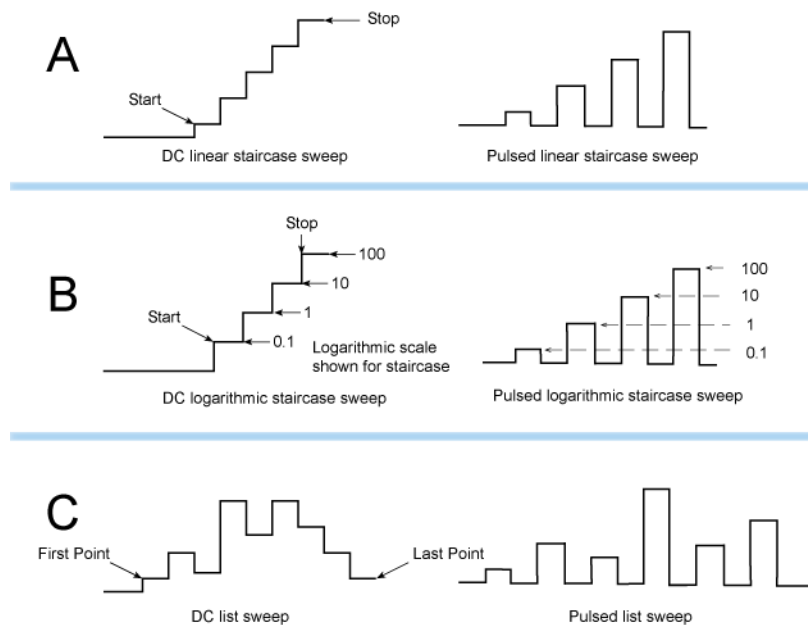 A
Start
Stop
DC linear staircase sweep
Pulsed linear staircase sweep
B
Stop
100
10
Start
1
0.1
Logarithmic scale
shown for staircase
DC logarithmic staircase sweep
100
10
1
0.1
Pulsed logarithmic staircase sweep
C
First Point
Last Point
DC list sweep
Pulsed list sweep